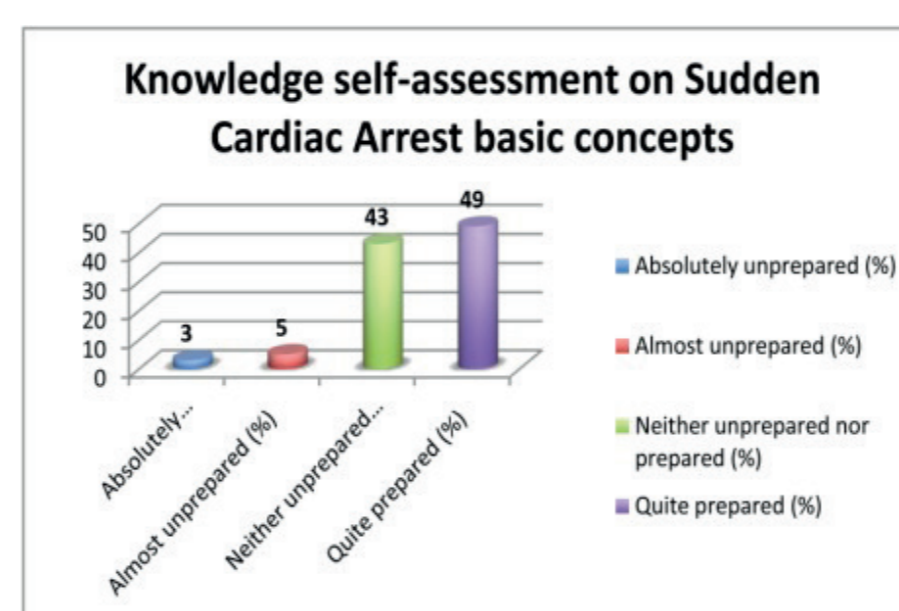 Knowledge self-assessment on Sudden
Cardiac Arrest basic concepts
50
40
30
20
10
0
3
5
43
49
Absolutely...
Almost unprepared (%)
Neither unprepared...
Quite prepared (%)
Absolutely unprepared (%)
Almost unprepared (%)
Neither unprepared nor
prepared (%)
Quite prepared (%)